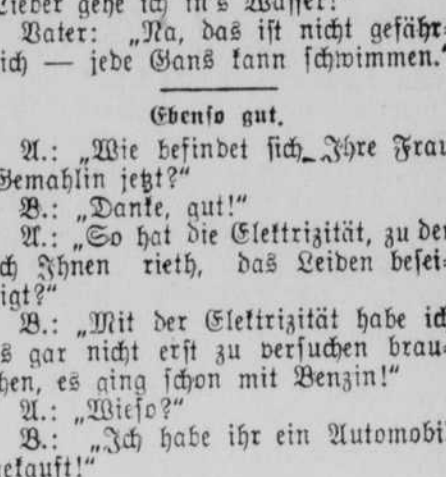 Lieber gehe ich in's Wasser!"
Vater: „Na, das ist nicht gefähr-
lich — jede Gans kann schwimmen."
Ebenso gut.
A.: „Wie befindet sich Ihre Frau
Gemahlin jetzt?"
B.: „Danke, gut!"
A.: „So hat die Elektrizität, zu der
ich Ihnen rieth, das Leiden besei-
tigt?"
B.: „Mit der Elektirizität habe ich
es gar nicht erst zu versuchen brau-
chen, es ging schon mit Benzin!"
A.: „Wieso?"
B.: „Ich habe ihr ein Automobil
gekauft!"